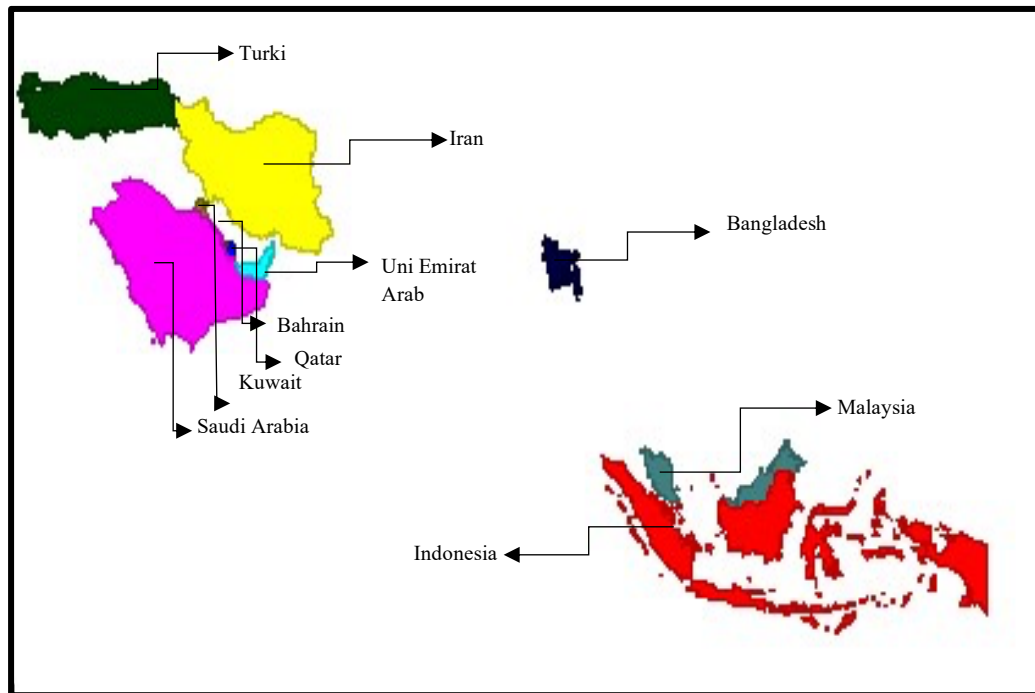 Turki
Iran
Bangladesh
Uni Emirat
Arab
Bahrain
Qatar
Kuwait
Saudi Arabia
Malaysia
Indonesia